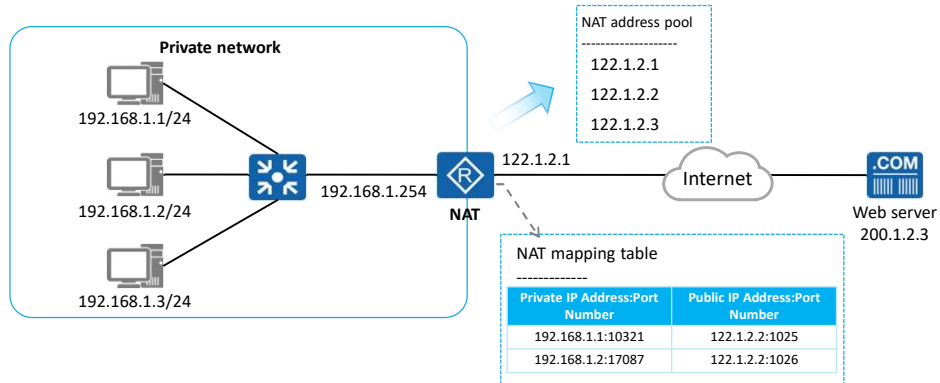 Private network
192.168.1.1/24
192.168.1.2/24
192.168.1.3/24
192.168.1.254
R
NAT
122.1.2.1
NAT address pool
--------------------
122.1.2.1
122.1.2.2
122.1.2.3
Internet
.COM
Web server
200.1.2.3
NAT mapping table
-------------
Private IP Address:Port
Number
Public IP Address:Port
Number
192.168.1.1:10321
122.1.2.2:1025
192.168.1.2:17087
122.1.2.2:1026